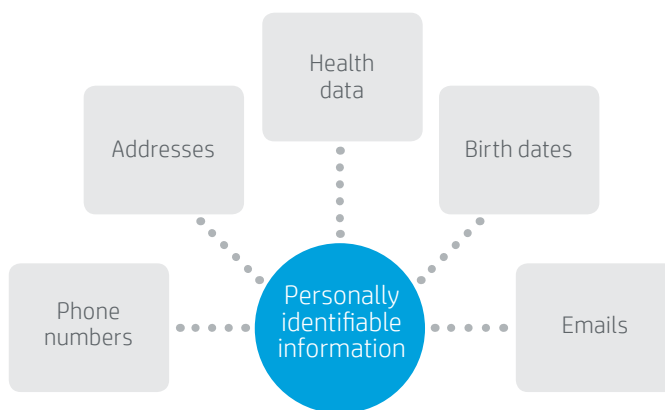 Health
data
Addresses
Birth dates
Phone
numbers
Personally
identifiable
information
Emails